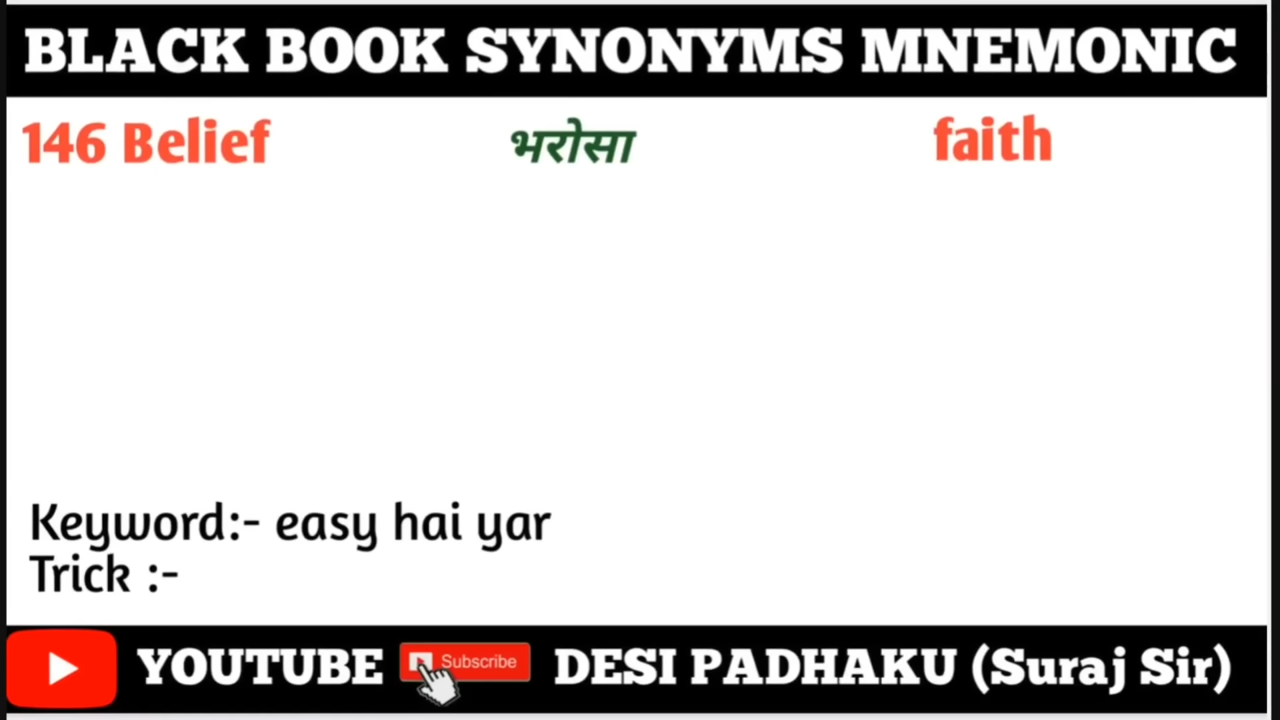 BLACK BOOK SYNONYMS MNEMONIC
146 Belief भरोसा faith
Keyword:- easy hai yar
Trick :-
YOUTUBE Subscribe DESI PADHAKU (Suraj Sir)